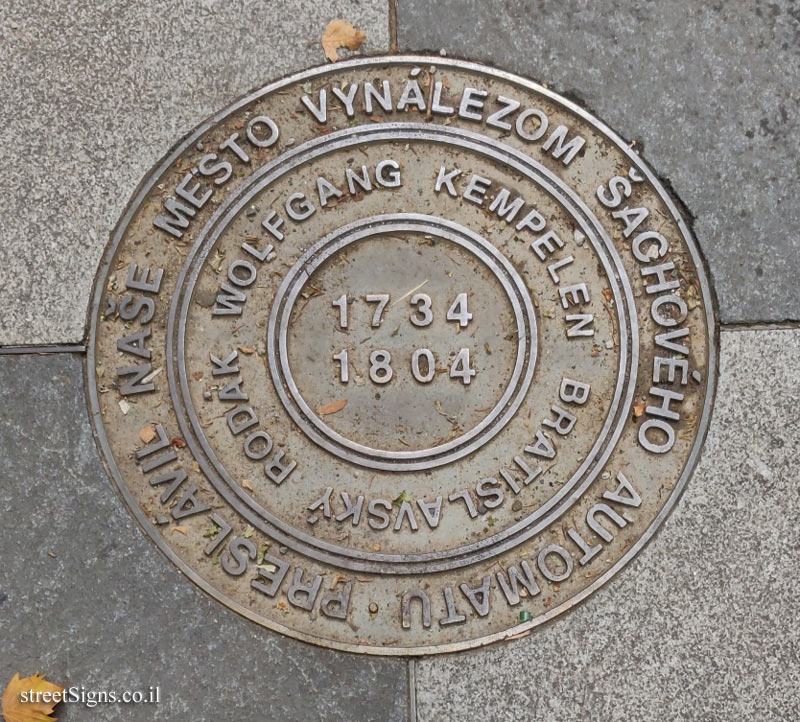 PRESLÁVIL NAŠE MESTO VYNÁLEZOM ŠACHOVÉHO AUTOMATU
RODÁK WOLFGANG KEMPELEN BRATISLAVSKÝ
1734
1804
streetSigns.co.il